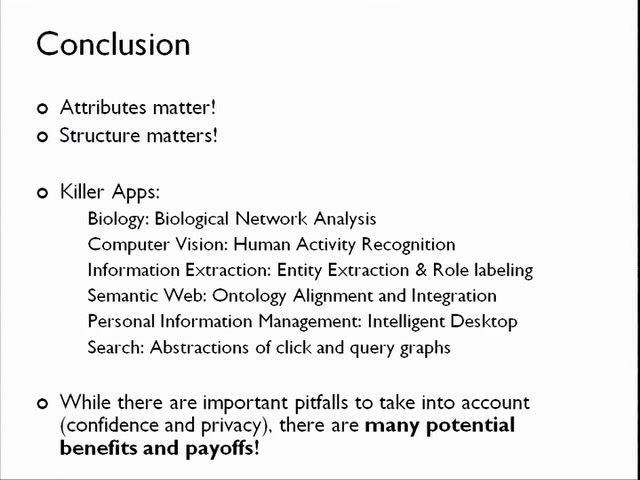 Conclusion
Attributes matter!
Structure matters!
Killer Apps:
Biology: Biological Network Analysis
Computer Vision: Human Activity Recognition
Information Extraction: Entity Extraction & Role labeling
Semantic Web: Ontology Alignment and Integration
Personal Information Management: Intelligent Desktop
Search: Abstractions of click and query graphs
While there are important pitfalls to take into account
(confidence and privacy), there are many potential
benefits and payoffs!